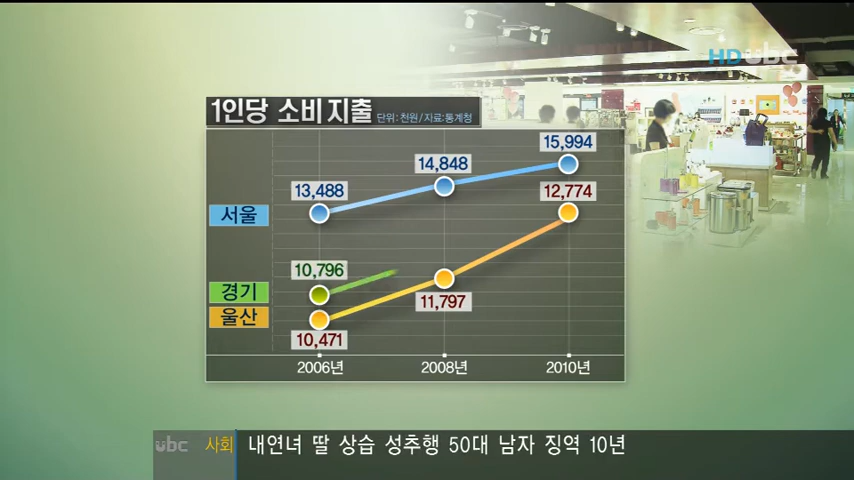 HD ubc
1인당 소비지출 단위:천원/자료:통계청
15,994
14,848
13,488
12,774
서울
10,796
경기
11,797
울산
10,471
2006년 2008년 2010년
ubc 사회 내연녀 딸 상습 성추행 50대 남자 징역 10년